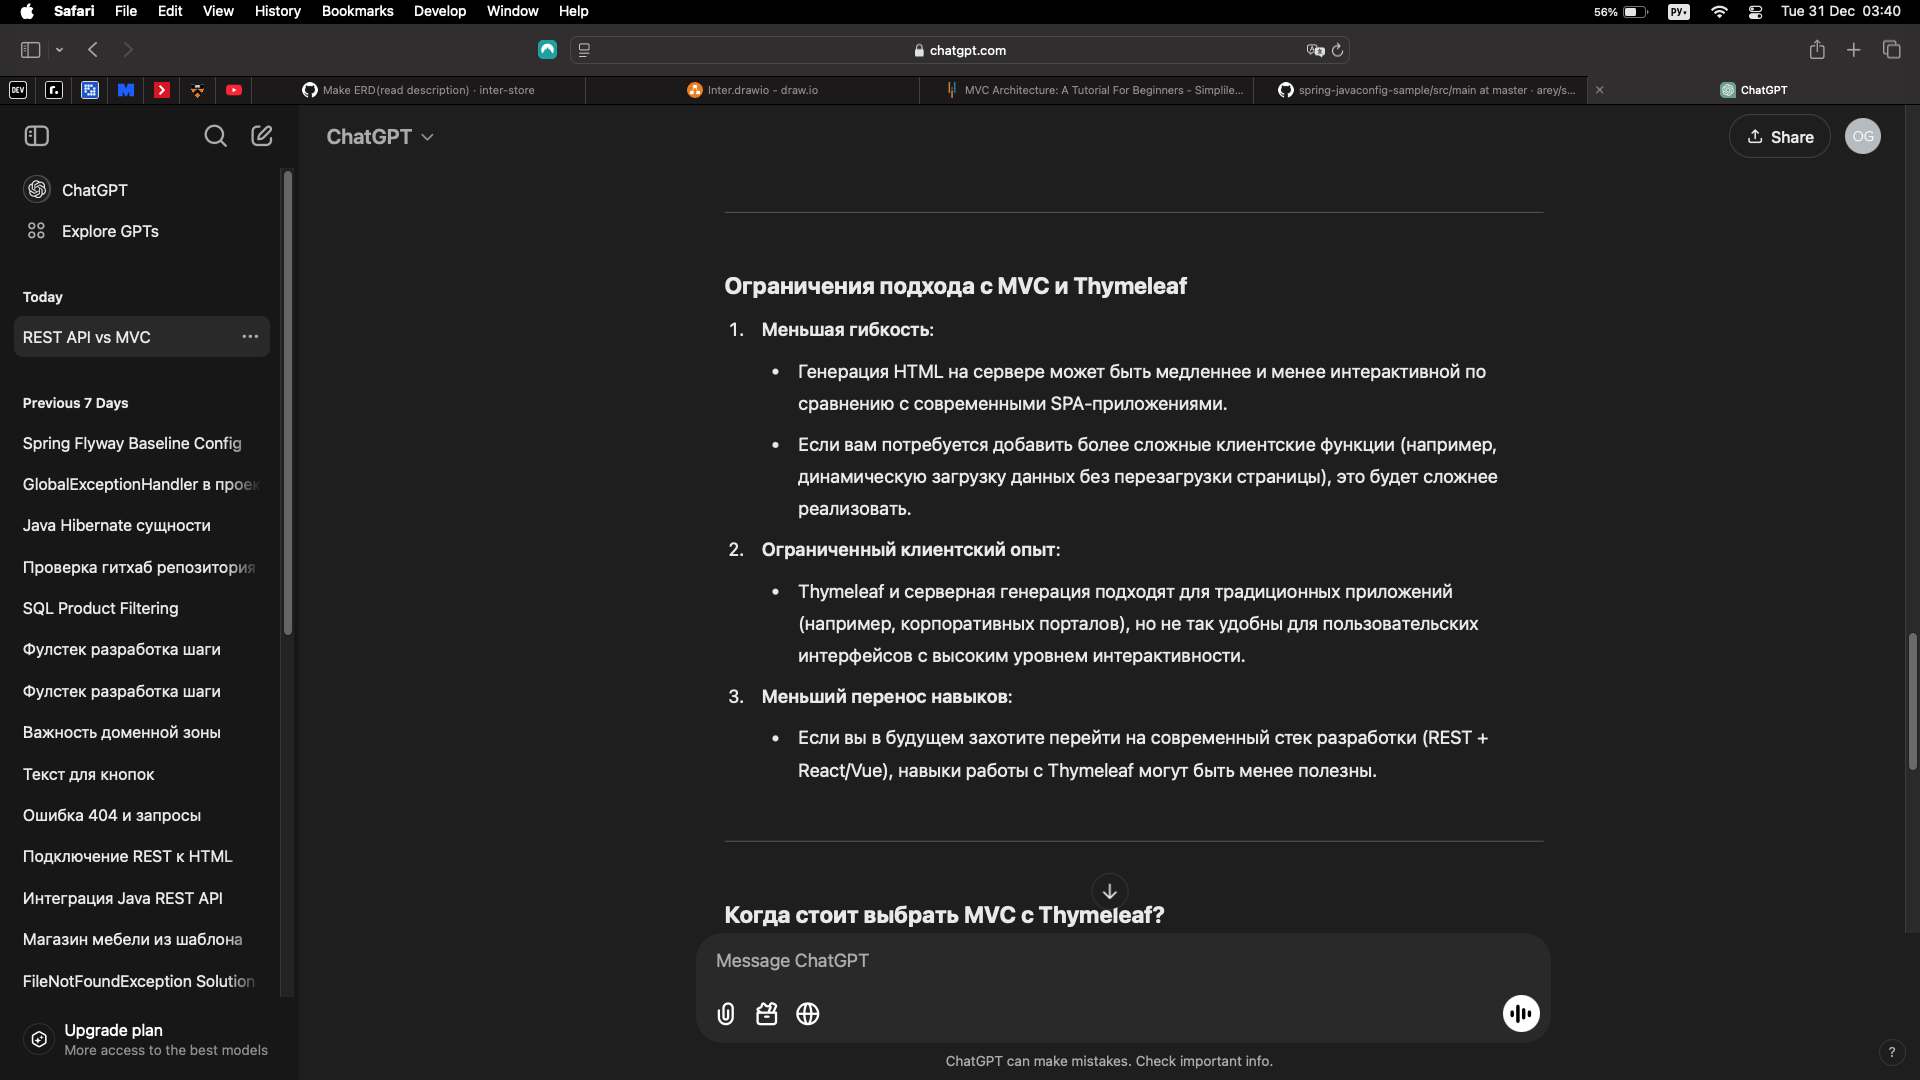 Safari File Edit View History Bookmarks Develop Window Help 56% РУ Tue 31 Dec 03:40
chatgpt.com
DEV r. M Make ERD(read description) · inter-store Inter.drawio - draw.io MVC Architecture: A Tutorial For Beginners - Simplile... spring-javaconfig-sample/src/main at master · arey/s... ChatGPT
ChatGPT Share OG
ChatGPT
Explore GPTs
Today
REST API vs MVC
Previous 7 Days
Spring Flyway Baseline Config
GlobalExceptionHandler в проек
Java Hibernate сущности
Проверка гитхаб репозитория
SQL Product Filtering
Фулстек разработка шаги
Фулстек разработка шаги
Важность доменной зоны
Текст для кнопок
Ошибка 404 и запросы
Подключение REST к HTML
Интеграция Java REST API
Магазин мебели из шаблона
FileNotFoundException Solution
Upgrade plan
More access to the best models
Ограничения подхода с MVC и Thymeleaf
1. Меньшая гибкость:
• Генерация HTML на сервере может быть медленнее и менее интерактивной по
сравнению с современными SPA-приложениями.
• Если вам потребуется добавить более сложные клиентские функции (например,
динамическую загрузку данных без перезагрузки страницы), это будет сложнее
реализовать.
2. Ограниченный клиентский опыт:
• Thymeleaf и серверная генерация подходят для традиционных приложений
(например, корпоративных порталов), но не так удобны для пользовательских
интерфейсов с высоким уровнем интерактивности.
3. Меньший перенос навыков:
• Если вы в будущем захотите перейти на современный стек разработки (REST +
React/Vue), навыки работы с Thymeleaf могут быть менее полезны.
Когда стоит выбрать MVC с Thymeleaf?
Message ChatGPT
ChatGPT can make mistakes. Check important info.
?